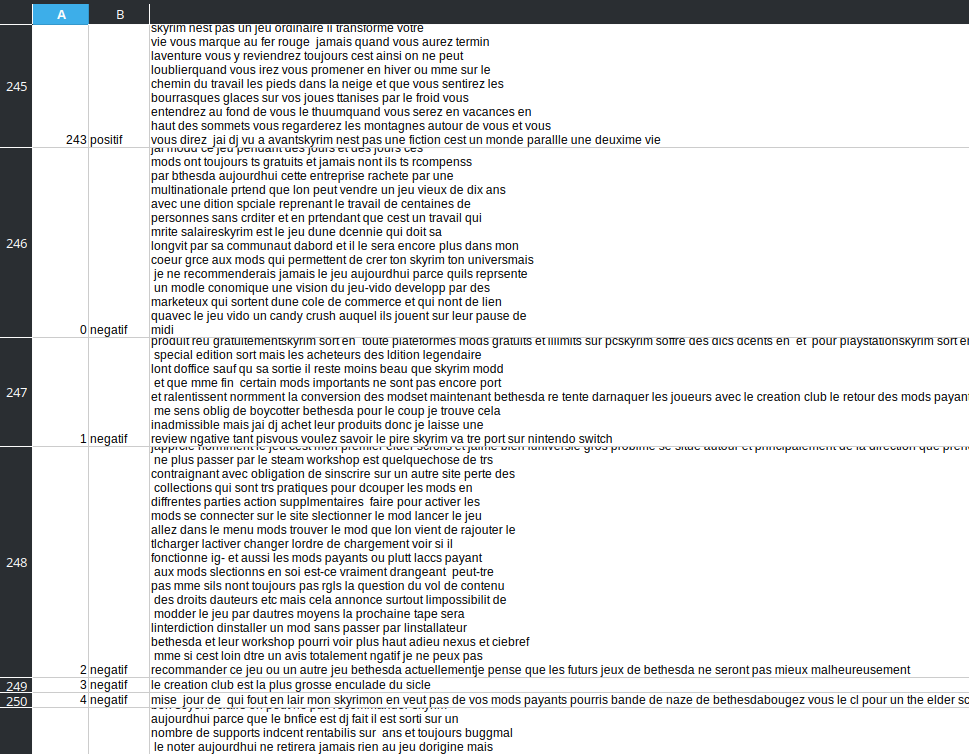 A B
skyrim nest pas un jeu ordinaire il transforme votre
vie vous marque au fer rouge  jamais quand vous aurez termin
laventure vous y reviendrez toujours cest ainsi on ne peut
loublierquand vous irez vous promener en hiver ou mme sur le
chemin du travail les pieds dans la neige et que vous sentirez les
bourrasques glaces sur vos joues ttanises par le froid vous
entendrez au fond de vous le thuumquand vous serez en vacances en
haut des sommets vous regarderez les montagnes autour de vous et vous
245 243 positif vous direz  jai dj vu a avantskyrim nest pas une fiction cest un monde parallle une deuxime vie
jai modd ce jeu pendant des jours et des jours ces
mods ont toujours ts gratuits et jamais nont ils ts rcompenss
par bthesda aujourdhui cette entreprise rachete par une
multinationale prtend que lon peut vendre un jeu vieux de dix ans
avec une dition spciale reprenant le travail de centaines de
personnes sans crditer et en prtendant que cest un travail qui
mrite salaireskyrim est le jeu dune dcennie qui doit sa
longvit par sa communaut dabord et il le sera encore plus dans mon
coeur grce aux mods qui permettent de crer ton skyrim ton universmais
je ne recommenderais jamais le jeu aujourdhui parce quils reprsente
un modle conomique une vision du jeu-vido developp par des
marketeux qui sortent dune cole de commerce et qui nont de lien
quavec le jeu vido un candy crush auquel ils jouent sur leur pause de
246 0 negatif midi
produit reu gratuitementskyrim sort en  toute plateformes mods gratuits et illimits sur pcskyrim soffre des dlcs dcents en  et  pour playstationskyrim sort
special edition sort mais les acheteurs des ldition legendaire
lont doffice sauf qu sa sortie il reste moins beau que skyrim modd
et que mme fin  certain mods importants ne sont pas encore port
et ralentissent normment la conversion des modset maintenant bethesda re tente darnaquer les joueurs avec le creation club le retour des mods payant
me sens oblig de boycotter bethesda pour le coup je trouve cela
inadmissible mais jai dj achet leur produits donc je laisse une
247 1 negatif review ngative tant pisvous voulez savoir le pire skyrim va tre port sur nintendo switch
japprcie normment le jeu cest mon premier elder scrolls et jaime bien luniversle gros problme se situe autour et principalement de la direction que
ne plus passer par le steam workshop est quelquechose de trs
contraignant avec obligation de sinscrire sur un autre site perte des
collections qui sont trs pratiques pour dcouper les mods en
diffrentes parties action supplmentaires  faire pour activer les
mods se connecter sur le site slectionner le mod lancer le jeu
allez dans le menu mods trouver le mod que lon vient de rajouter le
tlcharger lactiver changer lordre de chargement voir si il
fonctionne ig- et aussi les mods payants ou plutt laccs payant
aux mods slectionns en soi est-ce vraiment drangeant  peut-tre
pas mme sils nont toujours pas rgls la question du vol de contenu
des droits dauteurs etc mais cela annonce surtout limpossibilit de
modder le jeu par dautres moyens la prochaine tape sera
linterdiction dinstaller un mod sans passer par linstallateur
bethesda et leur workshop pourri voir plus haut adieu nexus et ciebref
mme si cest loin dtre un avis totalement ngatif je ne peux pas
248 2 negatif recommander ce jeu ou un autre jeu bethesda actuellementje pense que les futurs jeux de bethesda ne seront pas mieux malheureusement
249 3 negatif le creation club est la plus grosse enculade du sicle
250 4 negatif mise  jour de  qui fout en lair mon skyrimon en veut pas de vos mods payants pourris bande de naze de bethesdabougez vous le cl pour un the elder
aujourdhui parce que le bnfice est dj fait il est sorti sur un
nombre de supports indcent rentabilis sur  ans et toujours buggmal
le noter aujourdhui ne retirera jamais rien au jeu dorigine mais